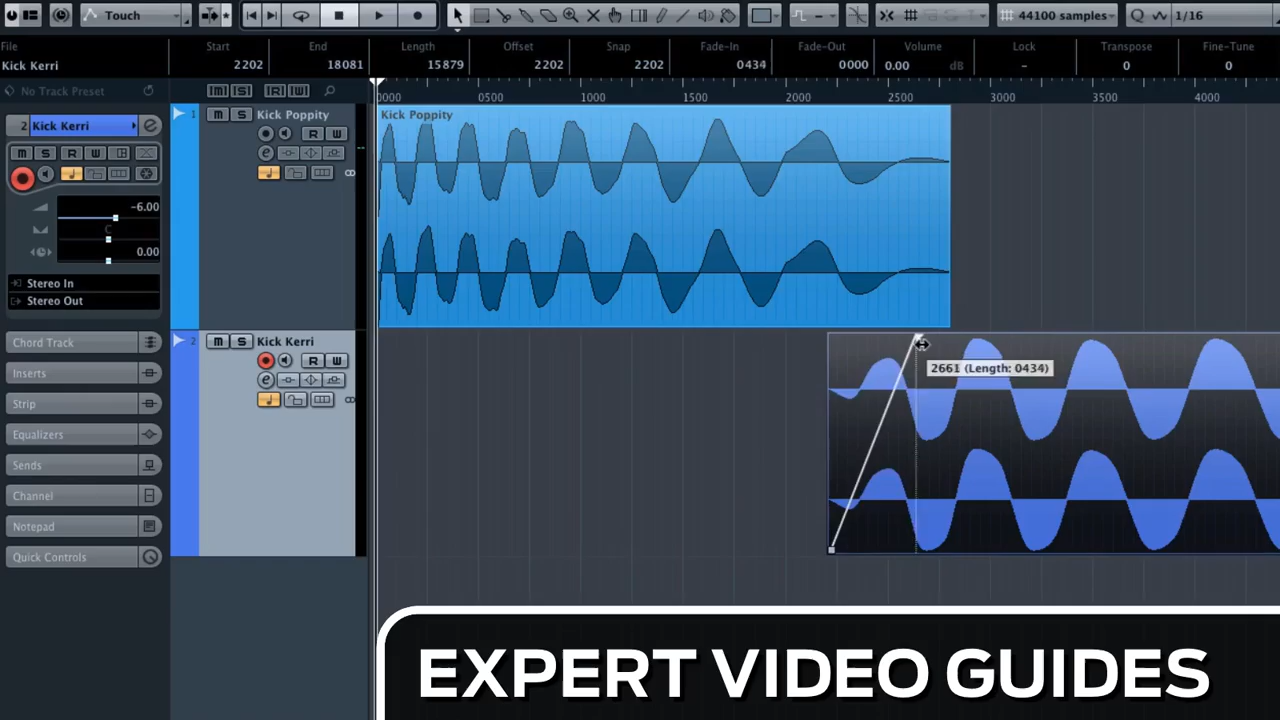 Touch
44100 samples
Q
1/16
File
Start
End
Length
Offset
Snap
Fade-In
Fade-Out
Volume
Lock
Transpose
Fine-Tune
Kick Kerri
2202
18081
15879
2202
2202
0434
0000
0.00
dB
-
0
0
No Track Preset
[M] [S] [R] [W]
0000
0500
1000
1500
2000
2500
3000
3500
4000
2 Kick Kerri
M S R W
-6.00
C
0.00
Stereo In
Stereo Out
Chord Track
Inserts
Strip
Equalizers
Sends
Channel
Notepad
Quick Controls
1 M S Kick Poppity
R W
e
Kick Poppity
2 M S Kick Kerri
R W
e
2661 (Length: 0434)
EXPERT VIDEO GUIDES